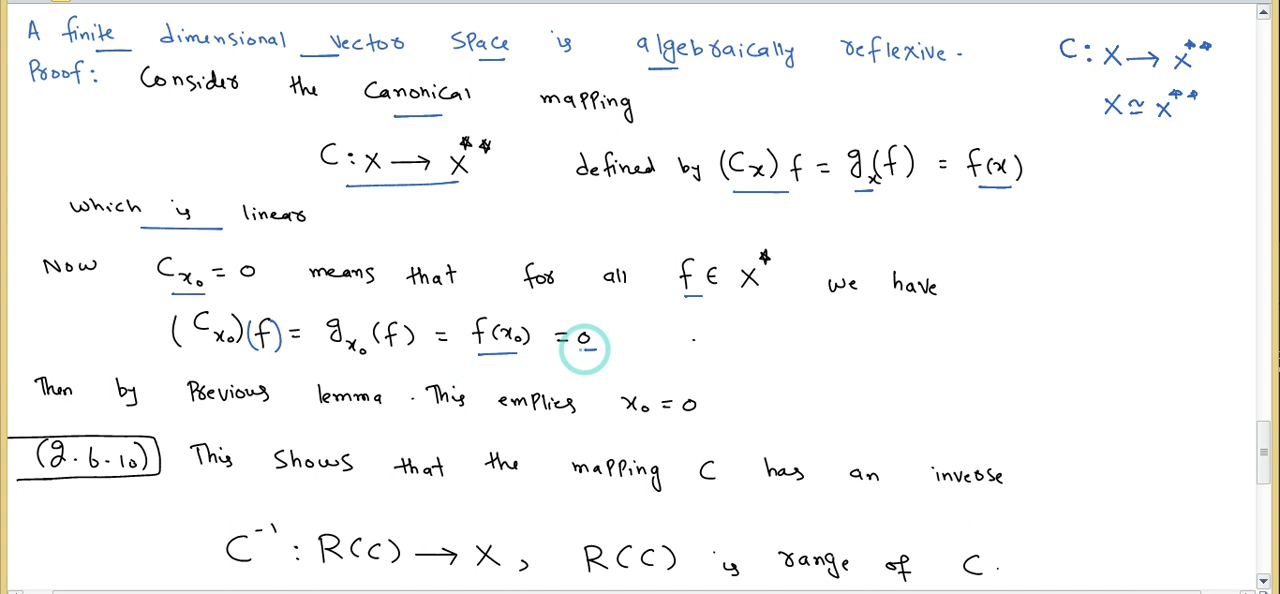 A finite dimensional vector space is algebraically reflexive.
C : X → X**
Proof: Consider the Canonical mapping
X ≃ X**
C : X → X** defined by (Cx) f = gₓ(f) = f(x)
which is linear
Now Cx₀ = 0 means that for all f ∈ X* we have
(Cx₀)(f) = gx₀(f) = f(x₀) = 0
Then by Previous lemma. This emplies x₀ = 0
(2.6.10) This shows that the mapping C has an inverse
C⁻¹ : R(C) → X, R(C) is range of C.